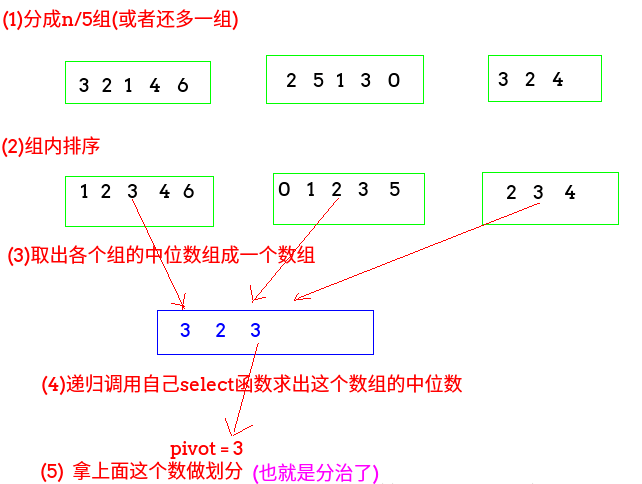 (1)分成n/5组(或者还多一组)
3 2 1 4 6 2 5 1 3 0 3 2 4
(2)组内排序
1 2 3 4 6 0 1 2 3 5 2 3 4
(3)取出各个组的中位数组成一个数组
3 2 3
(4)递归调用自己select函数求出这个数组的中位数
pivot = 3
(5) 拿上面这个数做划分 (也就是分治了)